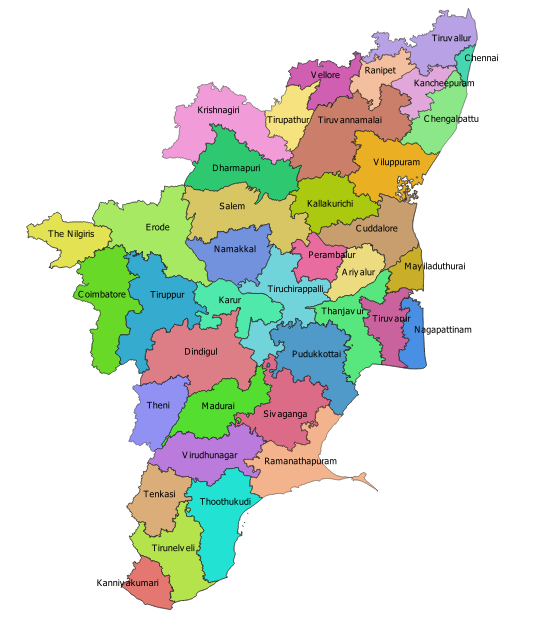 Tiruvallur
Chennai
Vellore
Ranipet
Kancheepuram
Krishnagiri
Tirupathur
Tiruvannamalai
Chengalpattu
Viluppuram
Dharmapuri
Salem
Kallakurichi
Erode
Cuddalore
The Nilgiris
Namakkal
Perambalur
Ariyalur
Mayiladuthurai
Coimbatore
Tiruppur
Karur
Tiruchirappalli
Thanjavur
Tiruvarur
Nagapattinam
Dindigul
Pudukkottai
Theni
Madurai
Sivaganga
Virudhunagar
Ramanathapuram
Tenkasi
Thoothukudi
Tirunelveli
Kanniyakumari